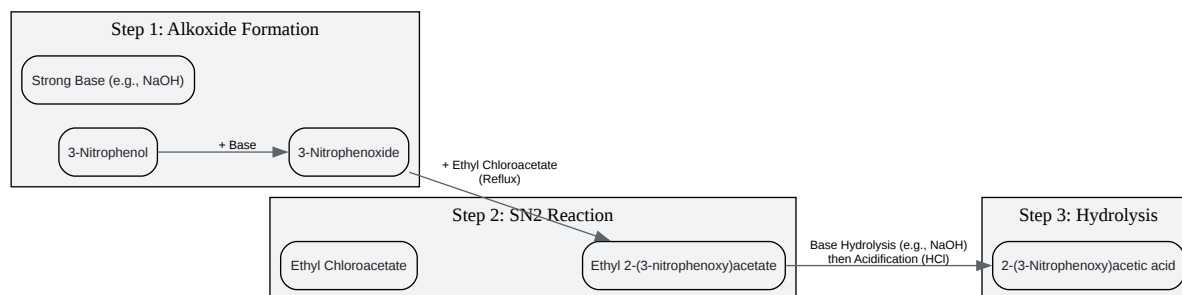 Step 1: Alkoxide Formation
Strong Base (e.g., NaOH)
3-Nitrophenol
+ Base
3-Nitrophenoxide
+ Ethyl Chloroacetate
(Reflux)
Step 2: SN2 Reaction
Ethyl Chloroacetate
Ethyl 2-(3-nitrophenoxy)acetate
Base Hydrolysis (e.g., NaOH)
then Acidification (HCl)
Step 3: Hydrolysis
2-(3-Nitrophenoxy)acetic acid